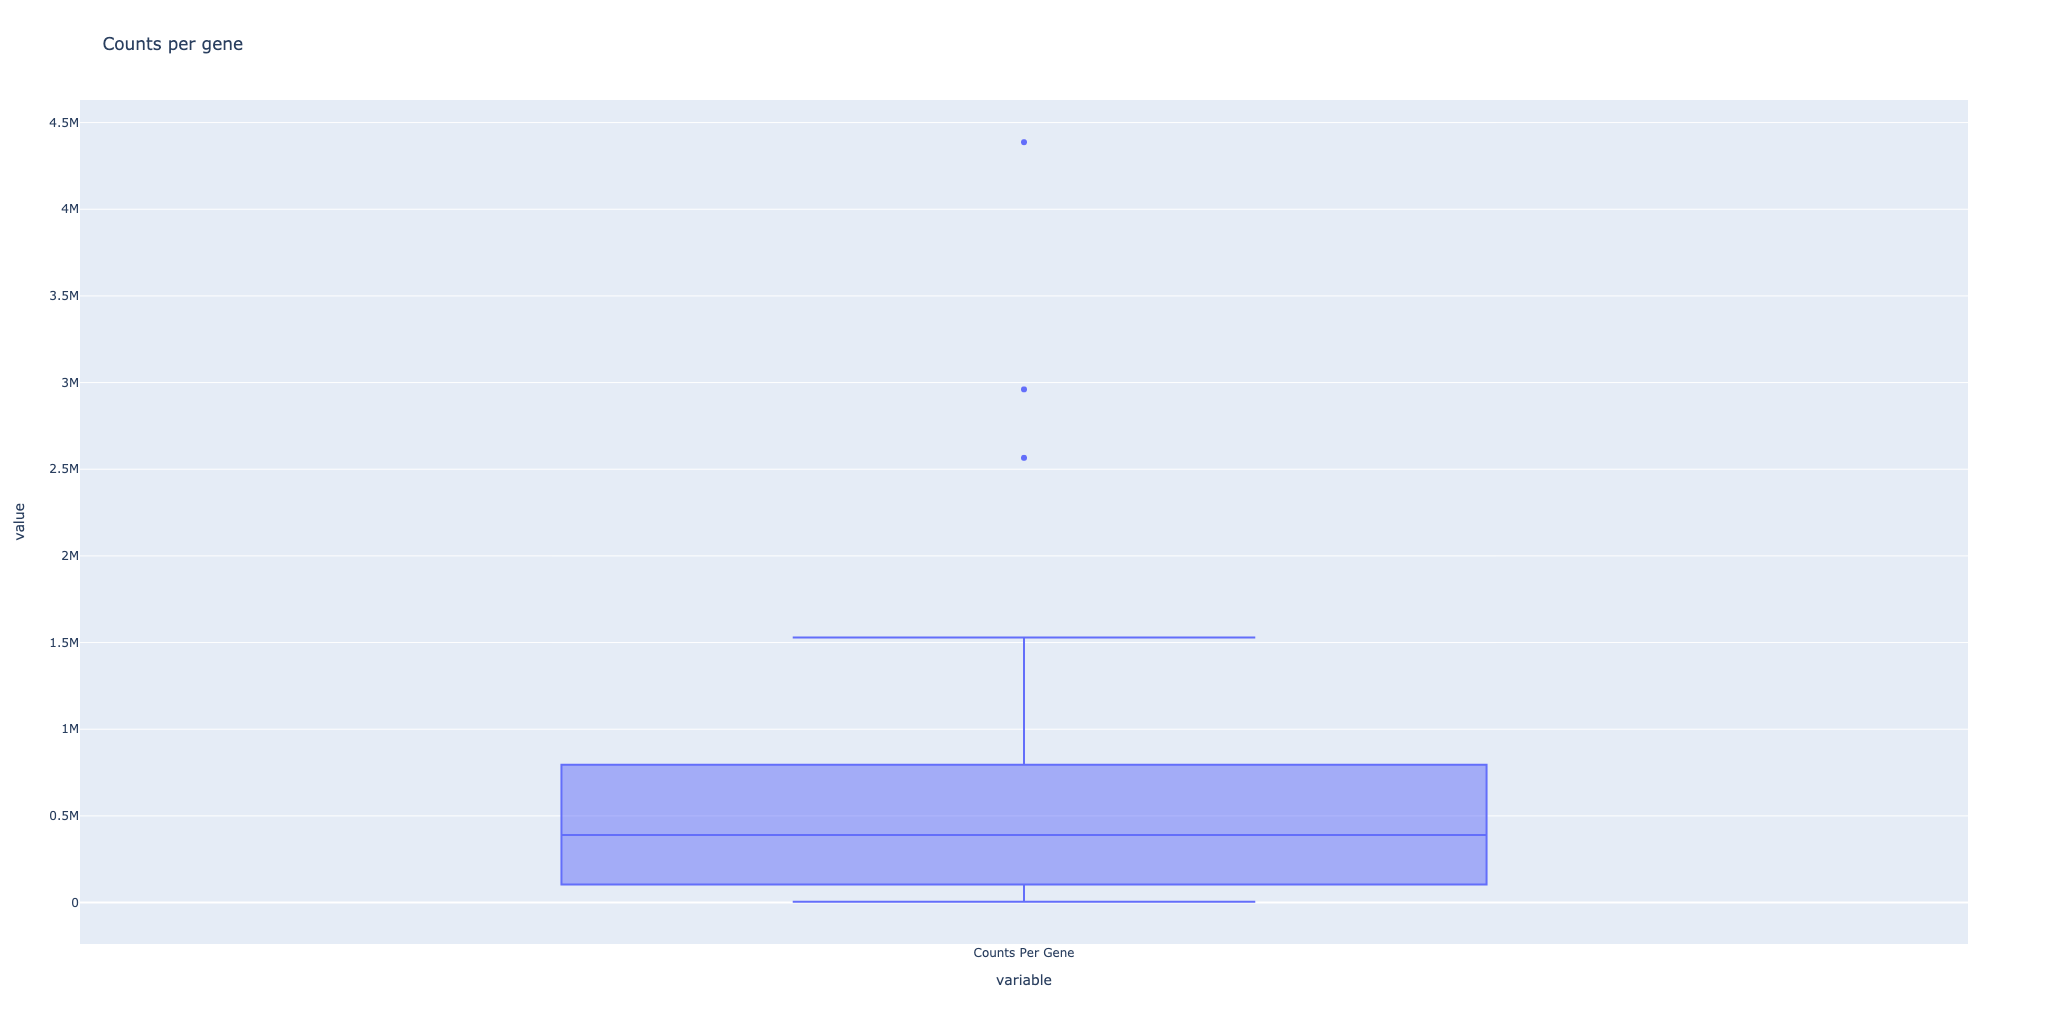 Counts per gene
4.5M
4M
3.5M
3M
2.5M
2M
1.5M
1M
0.5M
0
value
Counts Per Gene
variable